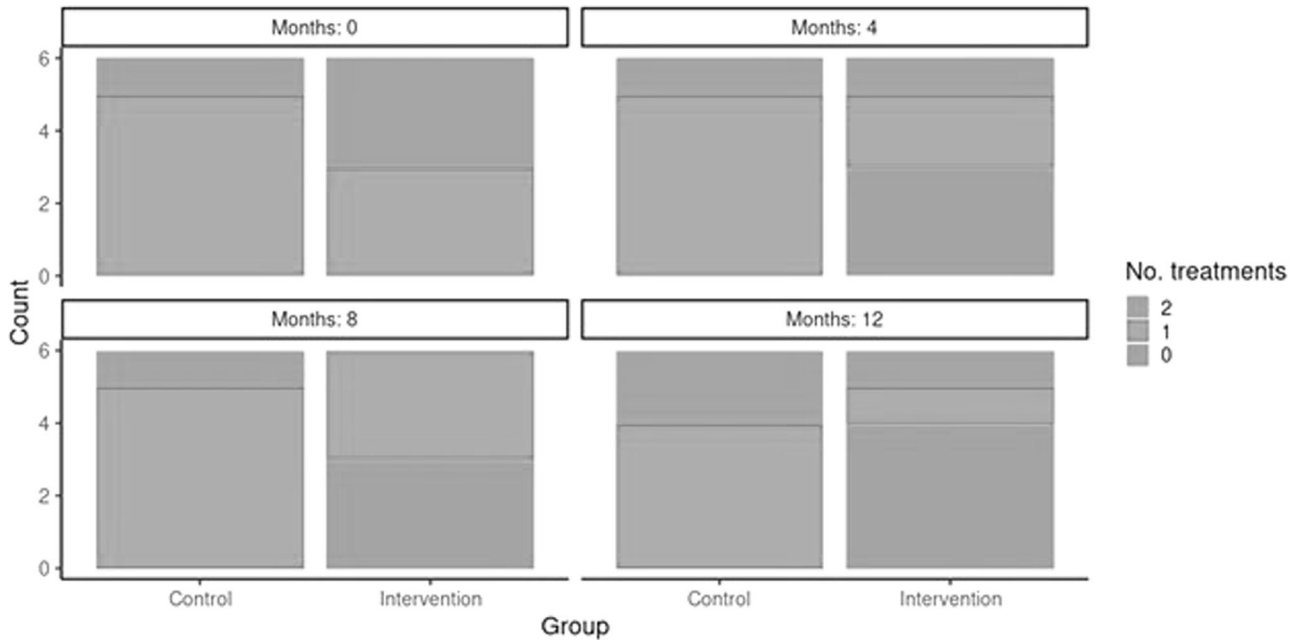 Months: 0
Months: 4
6
4
2
0
Months: 8
Months: 12
6
4
2
0
Count
Control
Intervention
Control
Intervention
Group
No. treatments
2
1
0